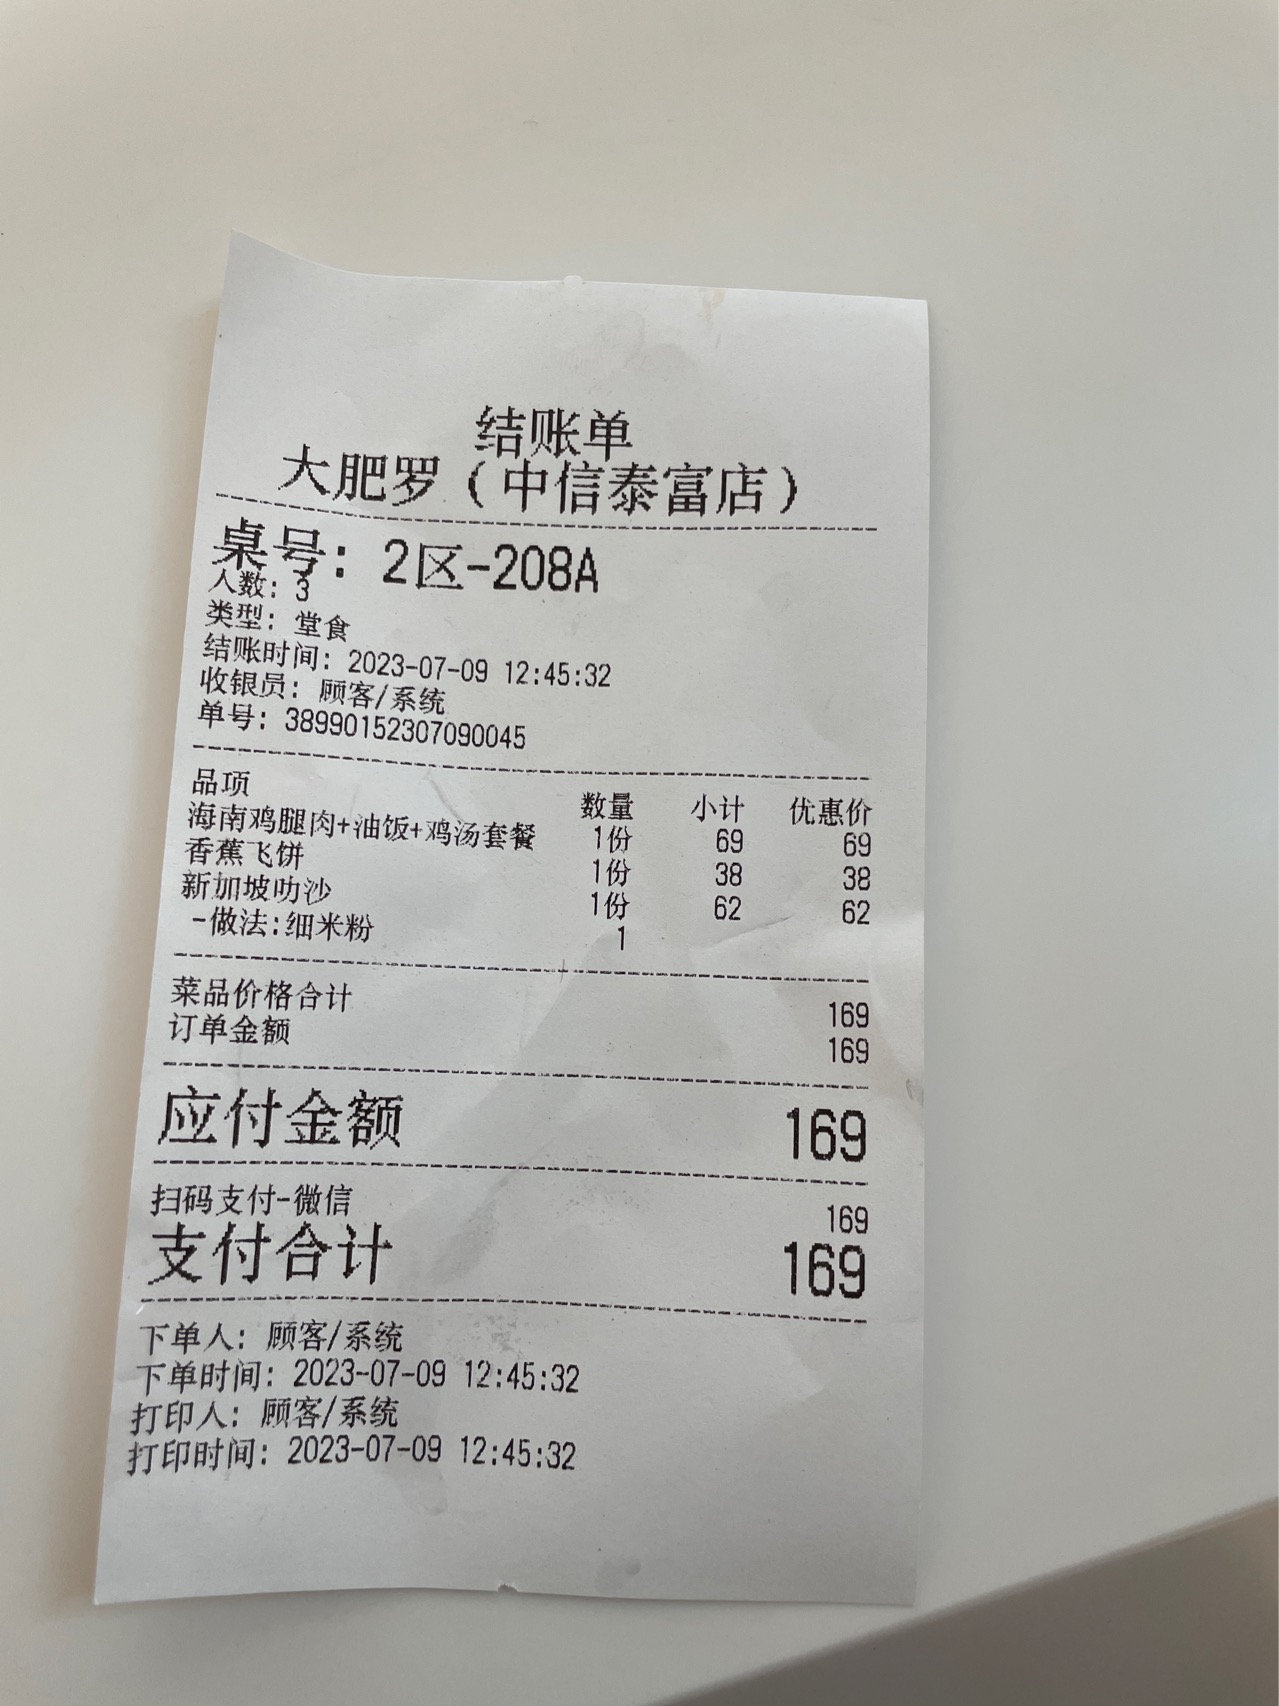 结账单
大肥罗（中信泰富店）
桌号: 2区-208A
人数: 3
类型: 堂食
结账时间: 2023-07-09 12:45:32
收银员: 顾客/系统
单号: 38990152307090045
品项 数量 小计 优惠价
海南鸡腿肉+油饭+鸡汤套餐 1份 69 69
香蕉飞饼 1份 38 38
新加坡叻沙 1份 62 62
-做法:细米粉 1
菜品价格合计 169
订单金额 169
应付金额 169
扫码支付-微信 169
支付合计 169
下单人: 顾客/系统
下单时间: 2023-07-09 12:45:32
打印人: 顾客/系统
打印时间: 2023-07-09 12:45:32